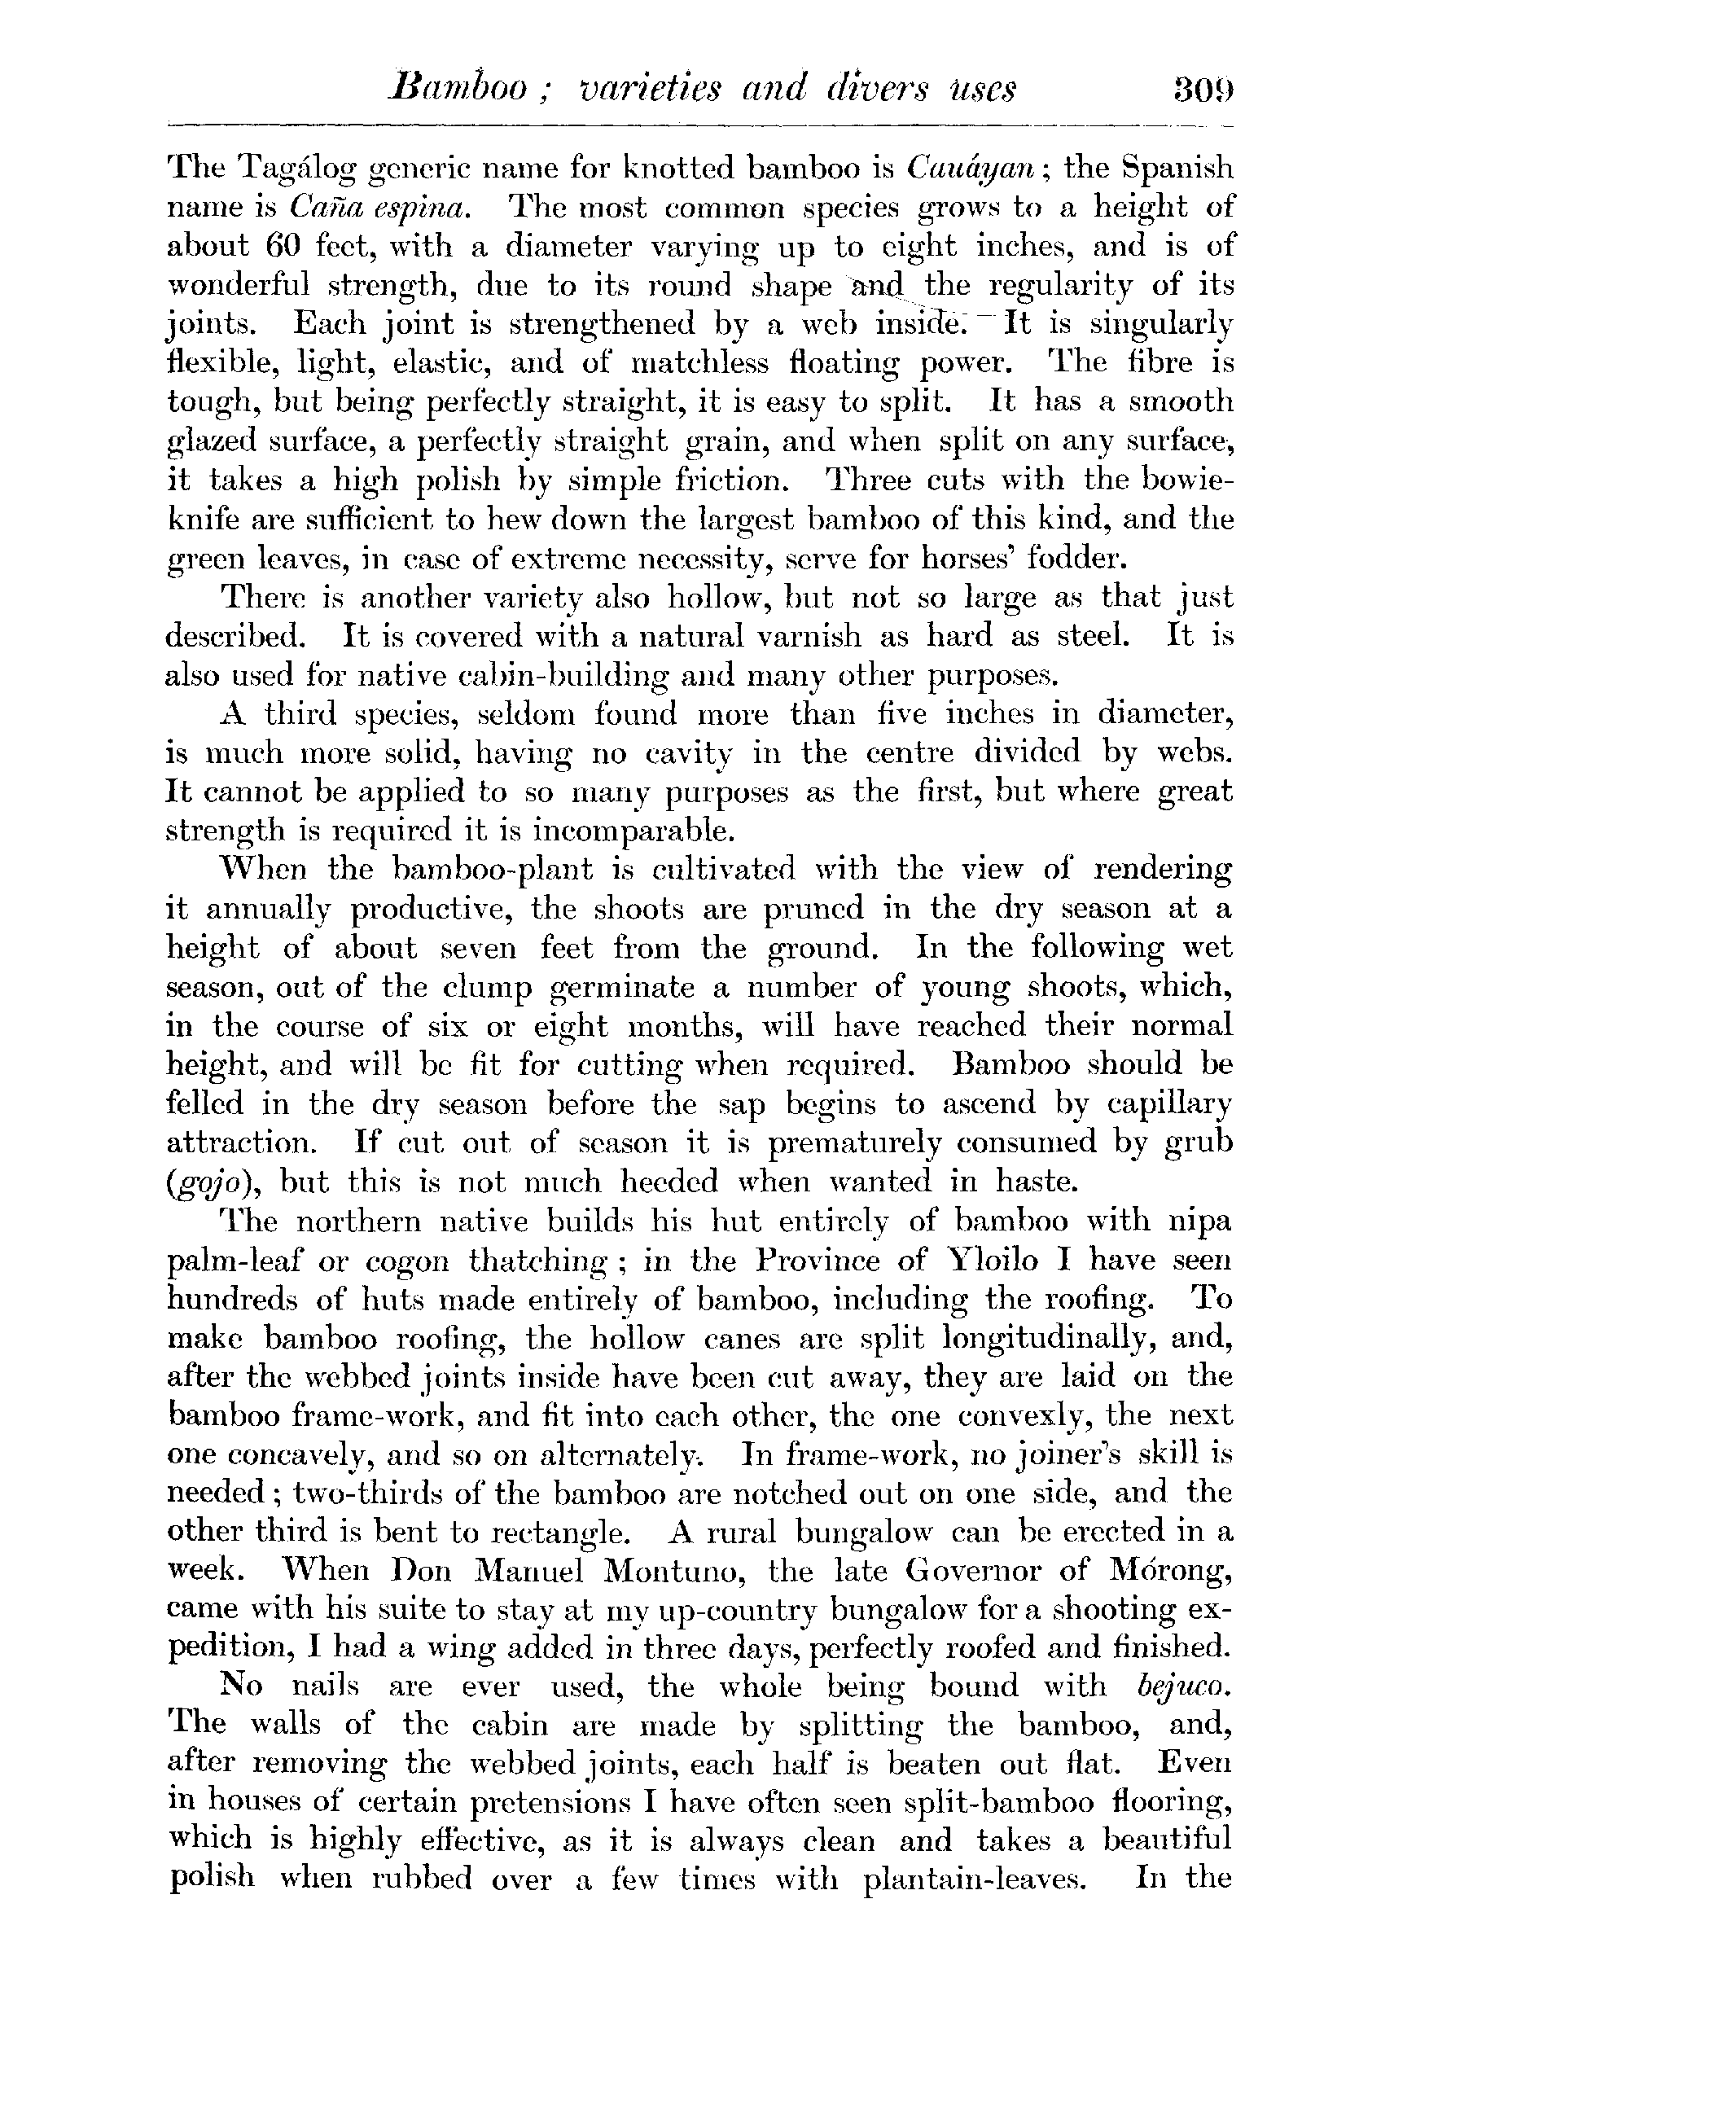 Bamboo ; varieties and divers uses 309
The Tagálog generic name for knotted bamboo is Cauáyan ; the Spanish
name is Caña espina. The most common species grows to a height of
about 60 feet, with a diameter varying up to eight inches, and is of
wonderful strength, due to its round shape and the regularity of its
joints. Each joint is strengthened by a web inside. It is singularly
flexible, light, elastic, and of matchless floating power. The fibre is
tough, but being perfectly straight, it is easy to split. It has a smooth
glazed surface, a perfectly straight grain, and when split on any surface,
it takes a high polish by simple friction. Three cuts with the bowie-
knife are sufficient to hew down the largest bamboo of this kind, and the
green leaves, in case of extreme necessity, serve for horses' fodder.
There is another variety also hollow, but not so large as that just
described. It is covered with a natural varnish as hard as steel. It is
also used for native cabin-building and many other purposes.
A third species, seldom found more than five inches in diameter,
is much more solid, having no cavity in the centre divided by webs.
It cannot be applied to so many purposes as the first, but where great
strength is required it is incomparable.
When the bamboo-plant is cultivated with the view of rendering
it annually productive, the shoots are pruned in the dry season at a
height of about seven feet from the ground. In the following wet
season, out of the clump germinate a number of young shoots, which,
in the course of six or eight months, will have reached their normal
height, and will be fit for cutting when required. Bamboo should be
felled in the dry season before the sap begins to ascend by capillary
attraction. If cut out of season it is prematurely consumed by grub
(gojo), but this is not much heeded when wanted in haste.
The northern native builds his hut entirely of bamboo with nipa
palm-leaf or cogon thatching ; in the Province of Yloilo I have seen
hundreds of huts made entirely of bamboo, including the roofing. To
make bamboo roofing, the hollow canes are split longitudinally, and,
after the webbed joints inside have been cut away, they are laid on the
bamboo frame-work, and fit into each other, the one convexly, the next
one concavely, and so on alternately. In frame-work, no joiner's skill is
needed ; two-thirds of the bamboo are notched out on one side, and the
other third is bent to rectangle. A rural bungalow can be erected in a
week. When Don Manuel Montuno, the late Governor of Mórong,
came with his suite to stay at my up-country bungalow for a shooting ex-
pedition, I had a wing added in three days, perfectly roofed and finished.
No nails are ever used, the whole being bound with bejuco.
The walls of the cabin are made by splitting the bamboo, and,
after removing the webbed joints, each half is beaten out flat. Even
in houses of certain pretensions I have often seen split-bamboo flooring,
which is highly effective, as it is always clean and takes a beautiful
polish when rubbed over a few times with plantain-leaves. In the